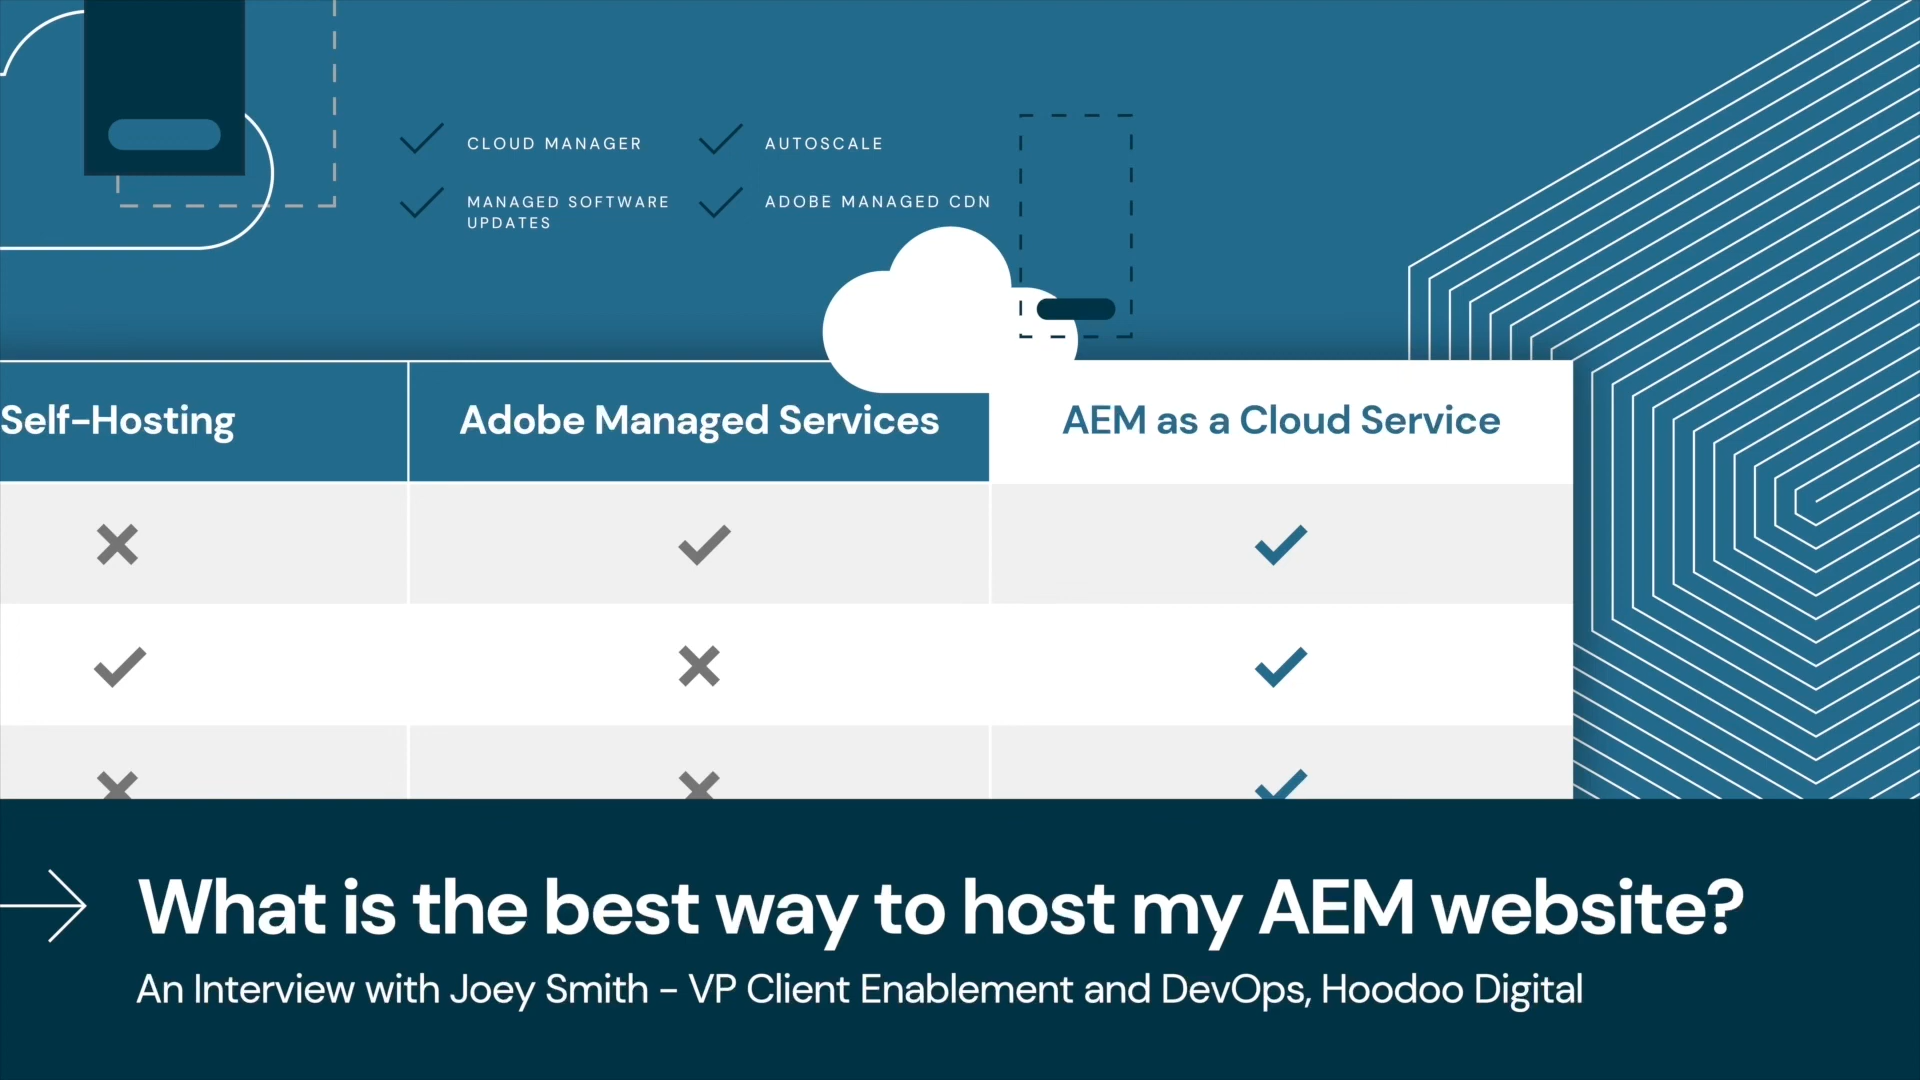 CLOUD MANAGER
AUTOSCALE
MANAGED SOFTWARE
UPDATES
ADOBE MANAGED CDN
Self-Hosting
Adobe Managed Services
AEM as a Cloud Service
What is the best way to host my AEM website?
An Interview with Joey Smith – VP Client Enablement and DevOps, Hoodoo Digital